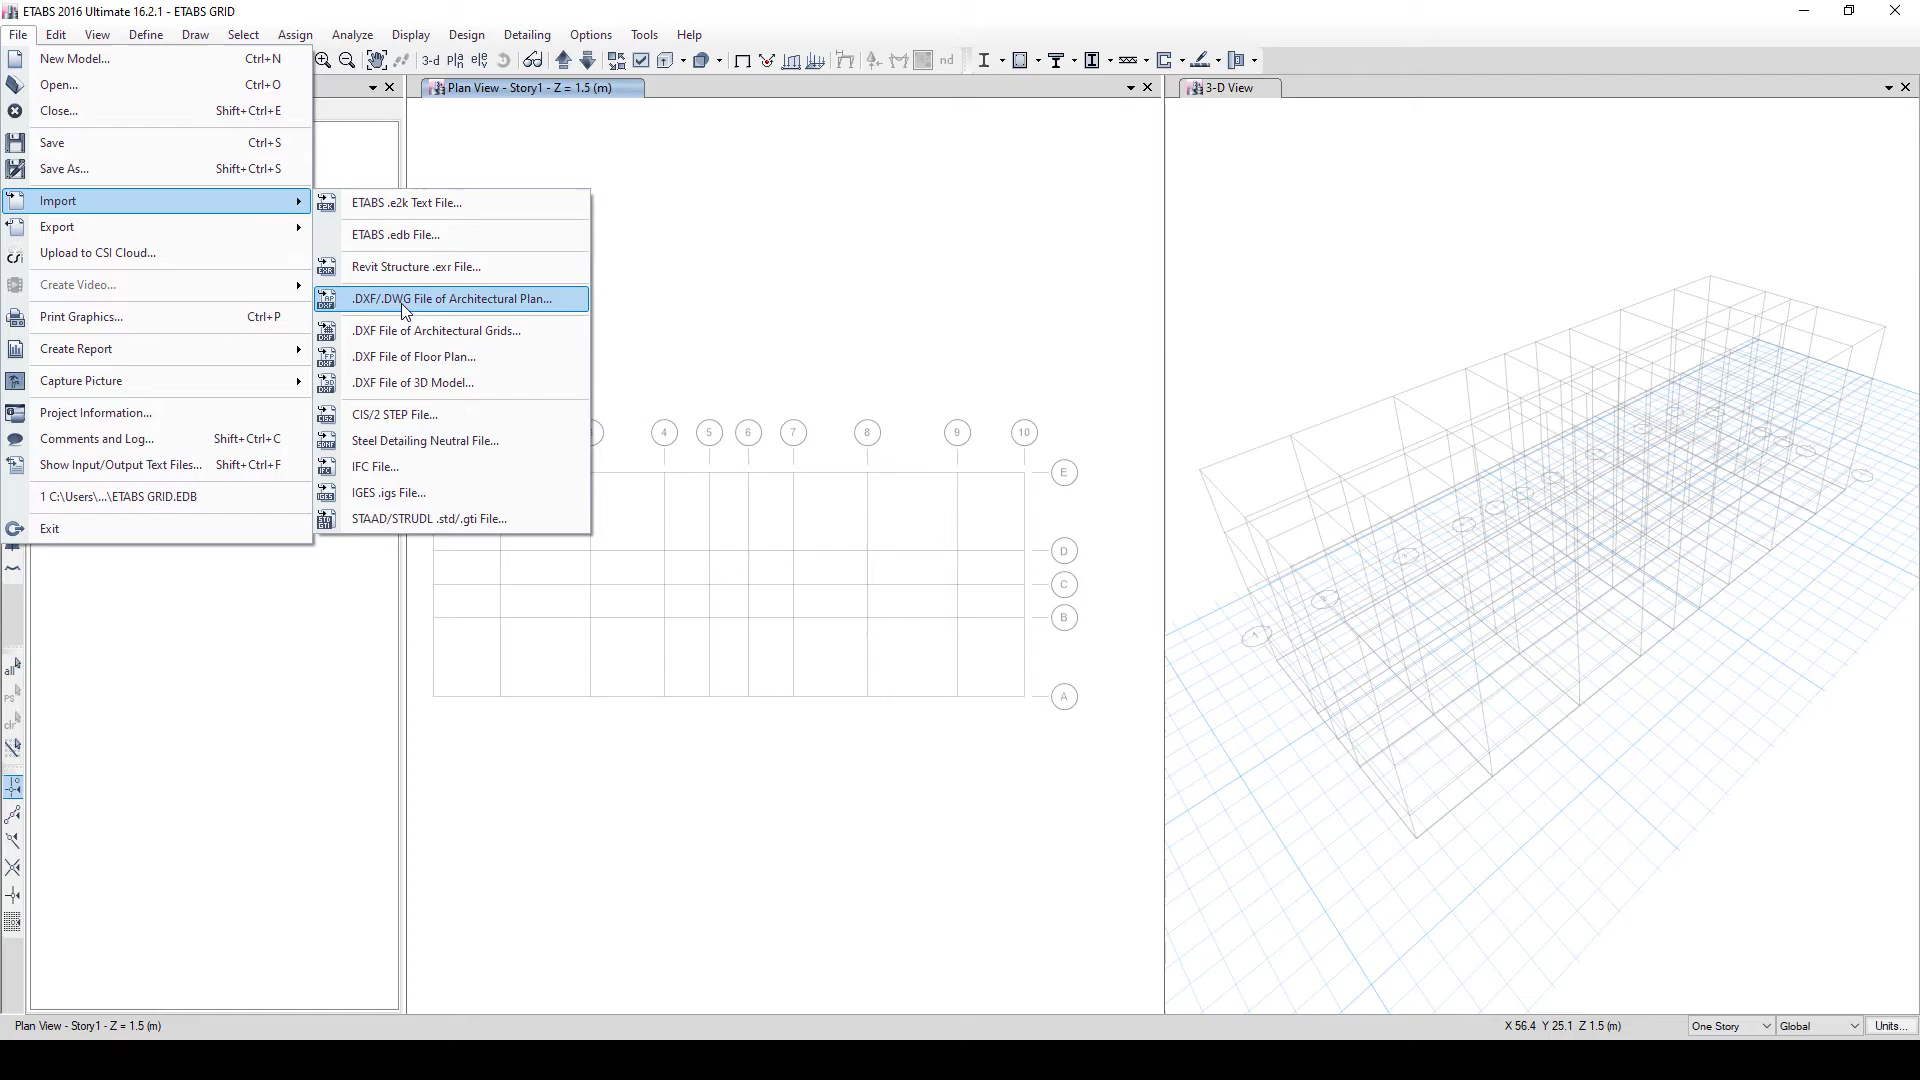 ETABS 2016 Ultimate 16.2.1 - ETABS GRID
File Edit View Define Draw Select Assign Analyze Display Design Detailing Options Tools Help
3-d nd
Plan View - Story1 - Z = 1.5 (m)
3-D View
New Model... Ctrl+N
Open... Ctrl+O
Close... Shift+Ctrl+E
Save Ctrl+S
Save As... Shift+Ctrl+S
Import
Export
Upload to CSI Cloud...
Create Video...
Print Graphics... Ctrl+P
Create Report
Capture Picture
Project Information...
Comments and Log... Shift+Ctrl+C
Show Input/Output Text Files... Shift+Ctrl+F
1 C:\Users\...\ETABS GRID.EDB
Exit
ETABS .e2k Text File...
ETABS .edb File...
Revit Structure .exr File...
.DXF/.DWG File of Architectural Plan...
.DXF File of Architectural Grids...
.DXF File of Floor Plan...
.DXF File of 3D Model...
CIS/2 STEP File...
Steel Detailing Neutral File...
IFC File...
IGES .igs File...
STAAD/STRUDL .std/.gti File...
4 5 6 7 8 9 10
E
D
C
B
A
all
ps
clr
Plan View - Story1 - Z = 1.5 (m)
X 56.4 Y 25.1 Z 1.5 (m)
One Story
Global
Units...